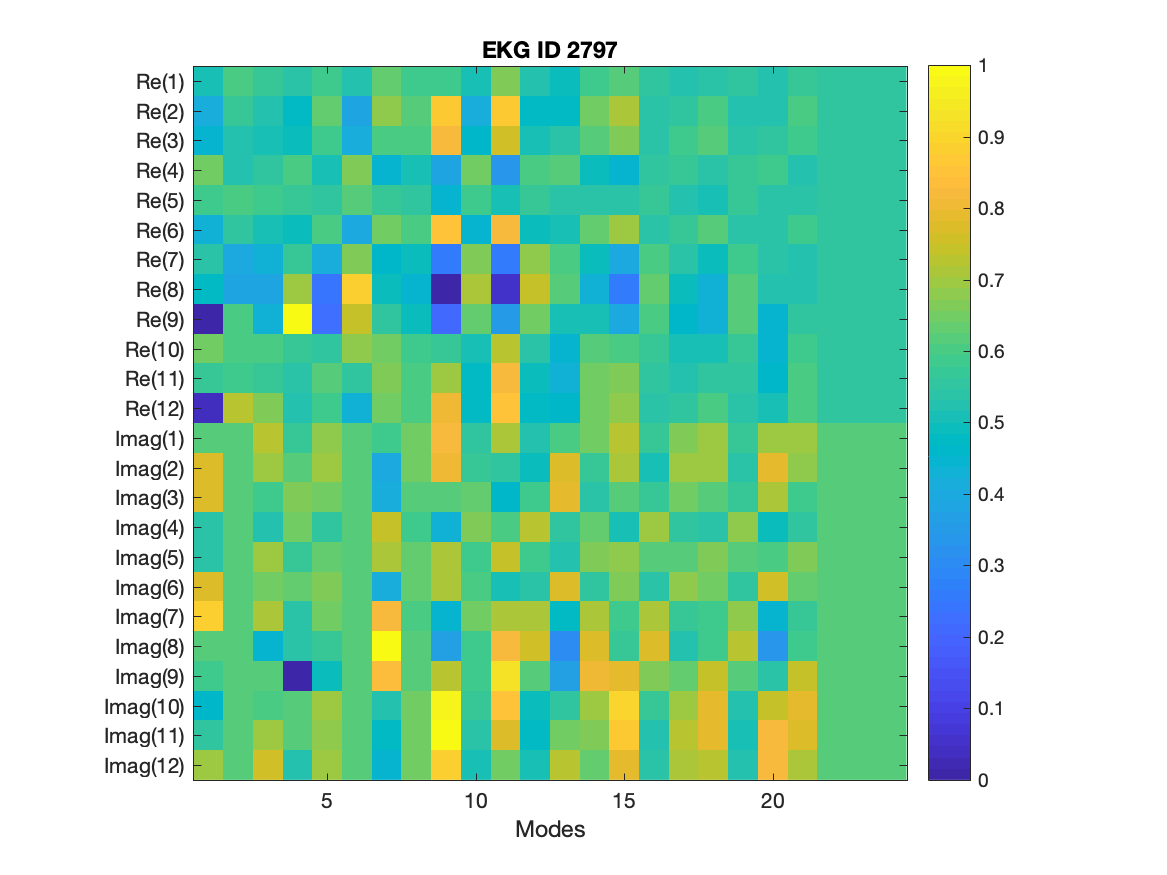 EKG ID 2797
Re(1)
Re(2)
Re(3)
Re(4)
Re(5)
Re(6)
Re(7)
Re(8)
Re(9)
Re(10)
Re(11)
Re(12)
Imag(1)
Imag(2)
Imag(3)
Imag(4)
Imag(5)
Imag(6)
Imag(7)
Imag(8)
Imag(9)
Imag(10)
Imag(11)
Imag(12)
5 10 15 20
Modes
1
0.9
0.8
0.7
0.6
0.5
0.4
0.3
0.2
0.1
0